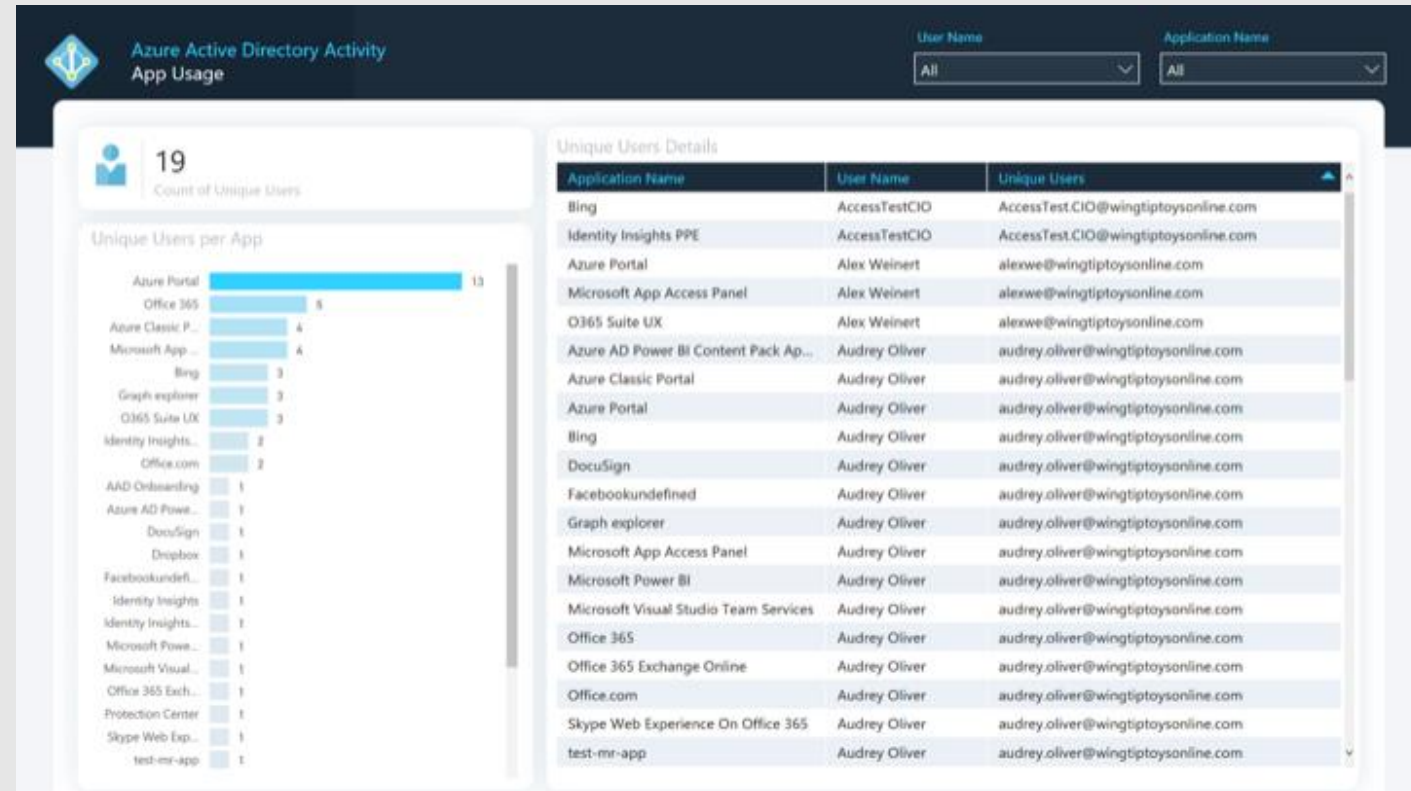 Azure Active Directory Activity
App Usage
User Name
All
Application Name
All
19
Count of Unique Users
Unique Users per App
Azure Portal 13
Office 365 5
Azure Classic P... 4
Microsoft App ... 4
Bing 3
Graph explorer 3
O365 Suite UX 3
Identity Insights... 2
Office.com 2
AAD Onboarding 1
Azure AD Powe... 1
DocuSign 1
Dropbox 1
Facebookundefi... 1
Identity Insights 1
Identity Insights... 1
Microsoft Powe... 1
Microsoft Visual... 1
Office 365 Exch... 1
Protection Center 1
Skype Web Exp... 1
test-mr-app 1
Unique Users Details
Application Name User Name Unique Users
Bing AccessTestCIO AccessTest.CIO@wingtiptoysonline.com
Identity Insights PPE AccessTestCIO AccessTest.CIO@wingtiptoysonline.com
Azure Portal Alex Weinert alexwe@wingtiptoysonline.com
Microsoft App Access Panel Alex Weinert alexwe@wingtiptoysonline.com
O365 Suite UX Alex Weinert alexwe@wingtiptoysonline.com
Azure AD Power BI Content Pack Ap... Audrey Oliver audrey.oliver@wingtiptoysonline.com
Azure Classic Portal Audrey Oliver audrey.oliver@wingtiptoysonline.com
Azure Portal Audrey Oliver audrey.oliver@wingtiptoysonline.com
Bing Audrey Oliver audrey.oliver@wingtiptoysonline.com
DocuSign Audrey Oliver audrey.oliver@wingtiptoysonline.com
Facebookundefined Audrey Oliver audrey.oliver@wingtiptoysonline.com
Graph explorer Audrey Oliver audrey.oliver@wingtiptoysonline.com
Microsoft App Access Panel Audrey Oliver audrey.oliver@wingtiptoysonline.com
Microsoft Power BI Audrey Oliver audrey.oliver@wingtiptoysonline.com
Microsoft Visual Studio Team Services Audrey Oliver audrey.oliver@wingtiptoysonline.com
Office 365 Audrey Oliver audrey.oliver@wingtiptoysonline.com
Office 365 Exchange Online Audrey Oliver audrey.oliver@wingtiptoysonline.com
Office.com Audrey Oliver audrey.oliver@wingtiptoysonline.com
Skype Web Experience On Office 365 Audrey Oliver audrey.oliver@wingtiptoysonline.com
test-mr-app Audrey Oliver audrey.oliver@wingtiptoysonline.com